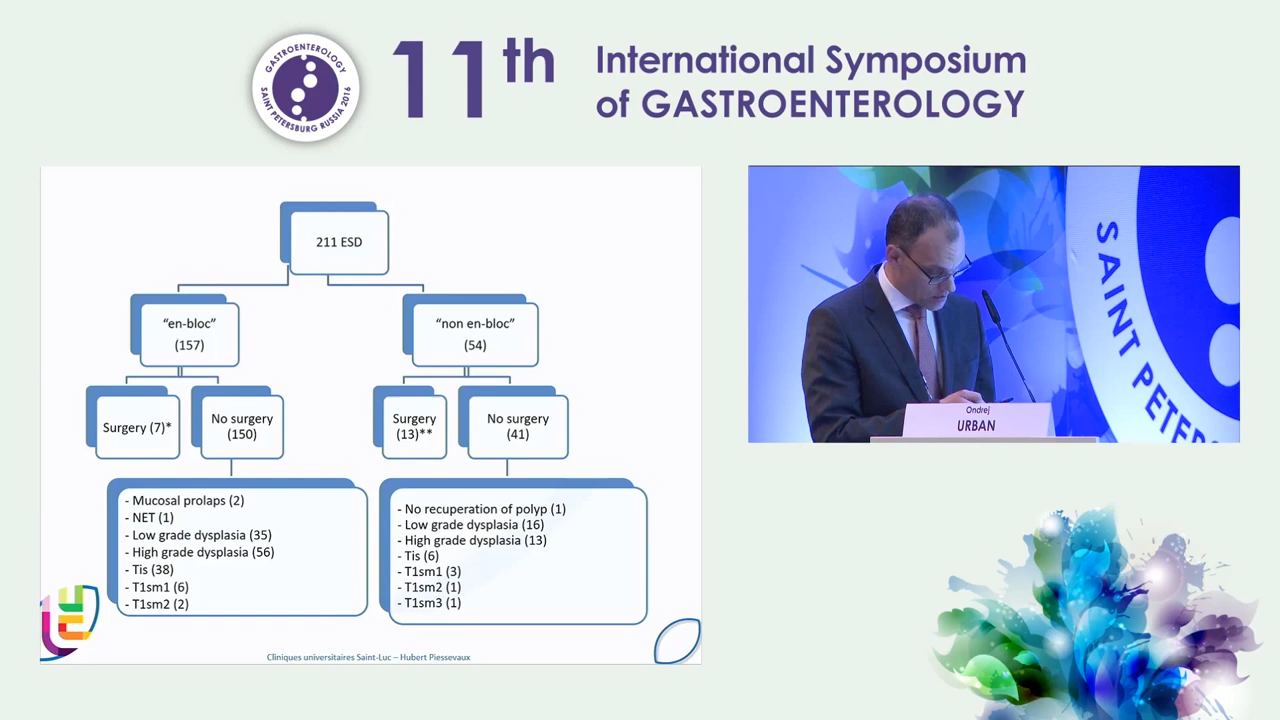 GASTROENTEROLOGY
SAINT PETERSBURG RUSSIA 2016
11th
International Symposium
of GASTROENTEROLOGY
211 ESD
“en-bloc”
(157)
“non en-bloc”
(54)
Surgery (7)*
No surgery
(150)
Surgery
(13)**
No surgery
(41)
- Mucosal prolaps (2)
- NET (1)
- Low grade dysplasia (35)
- High grade dysplasia (56)
- Tis (38)
- T1sm1 (6)
- T1sm2 (2)
- No recuperation of polyp (1)
- Low grade dysplasia (16)
- High grade dysplasia (13)
- Tis (6)
- T1sm1 (3)
- T1sm2 (1)
- T1sm3 (1)
Cliniques universitaires Saint-Luc – Hubert Piessevaux
Ondrej
URBAN
SAINT PETER